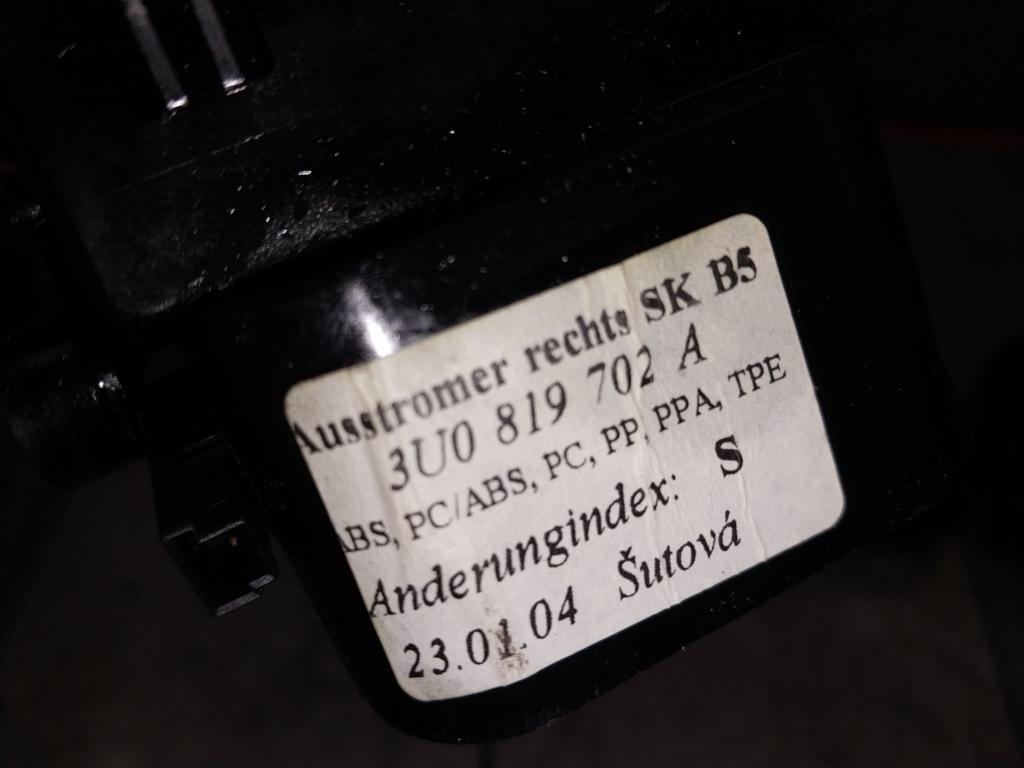 Ausstromer rechts SK B5
3U0 819 702 A
ABS, PC/ABS, PC, PP, PPA, TPE
Anderungindex: S
23.01.04 Šutová